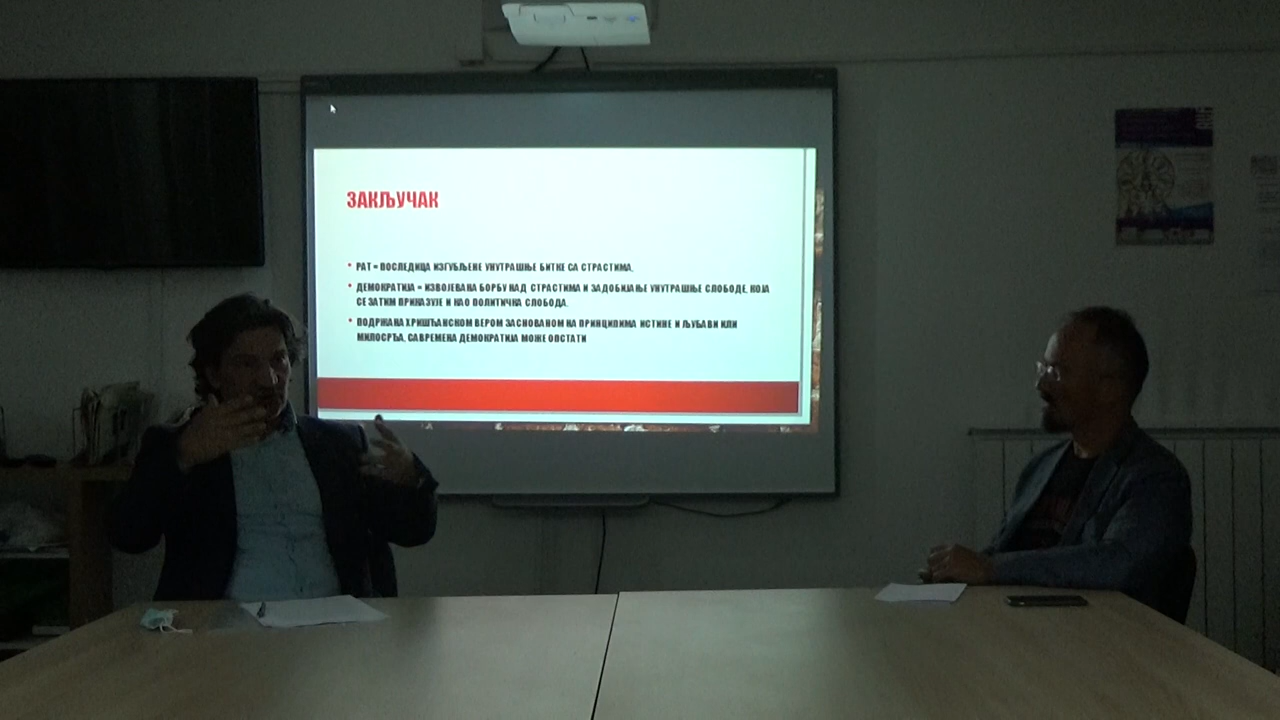 ЗАКЉУЧАК
• РАТ = ПОСЛЕДИЦА ИЗГУБЉЕНЕ УНУТРАШЊЕ БИТКЕ СА СТРАСТИМА.
• ДЕМОКРАТИЈА = ИЗВОЈЕВАНА БОРБУ НАД СТРАСТИМА И ЗАДОБИЈАЊЕ УНУТРАШЊЕ СЛОБОДЕ, КОЈА
СЕ ЗАТИМ ПРИКАЗУЈЕ И КАО ПОЛИТИЧКА СЛОБОДА.
• ПОДРЖАНА ХРИШЋАНСКОМ ВЕРОМ ЗАСНОВАНОМ НА ПРИНЦИПИМА ИСТИНЕ И ЉУБАВИ ИЛИ
МИЛОСРЂА, САВРЕМЕНА ДЕМОКРАТИЈА МОЖЕ ОПСТАТИ